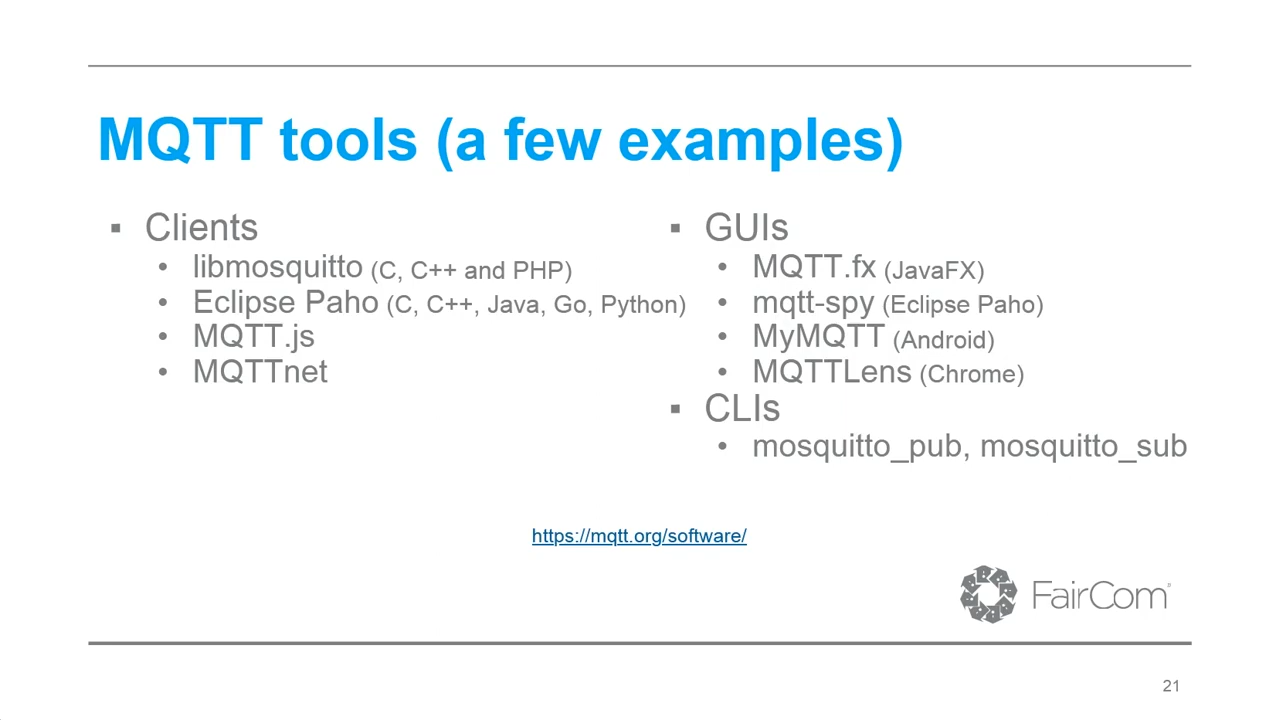 MQTT tools (a few examples)
▪ Clients
• libmosquitto (C, C++ and PHP)
• Eclipse Paho (C, C++, Java, Go, Python)
• MQTT.js
• MQTTnet
▪ GUIs
• MQTT.fx (JavaFX)
• mqtt-spy (Eclipse Paho)
• MyMQTT (Android)
• MQTTLens (Chrome)
▪ CLIs
• mosquitto_pub, mosquitto_sub
https://mqtt.org/software/
FairCom
21